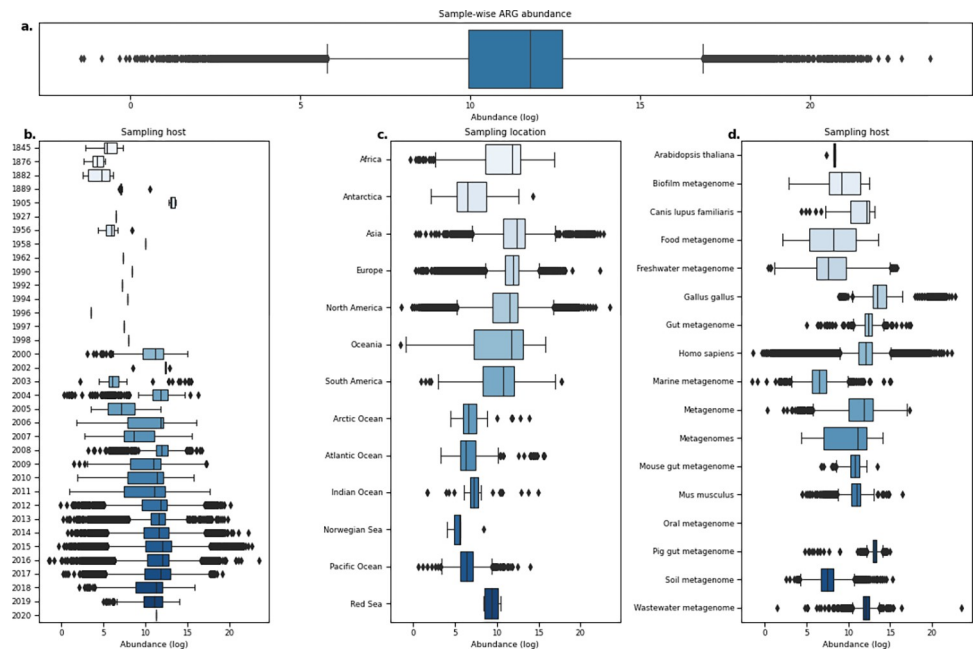 Sample-wise ARG abundance
a.
0 5 10 15 20
Abundance (log)
b. Sampling host
1845
1876
1882
1889
1905
1927
1956
1958
1962
1990
1992
1994
1996
1997
1998
2000
2002
2003
2004
2005
2006
2007
2008
2009
2010
2011
2012
2013
2014
2015
2016
2017
2018
2019
2020
0 5 10 15 20
Abundance (log)
c. Sampling location
Africa
Antarctica
Asia
Europe
North America
Oceania
South America
Arctic Ocean
Atlantic Ocean
Indian Ocean
Norwegian Sea
Pacific Ocean
Red Sea
0 5 10 15 20
Abundance (log)
d. Sampling host
Arabidopsis thaliana
Biofilm metagenome
Canis lupus familiaris
Food metagenome
Freshwater metagenome
Gallus gallus
Gut metagenome
Homo sapiens
Marine metagenome
Metagenome
Metagenomes
Mouse gut metagenome
Mus musculus
Oral metagenome
Pig gut metagenome
Soil metagenome
Wastewater metagenome
0 5 10 15 20
Abundance (log)